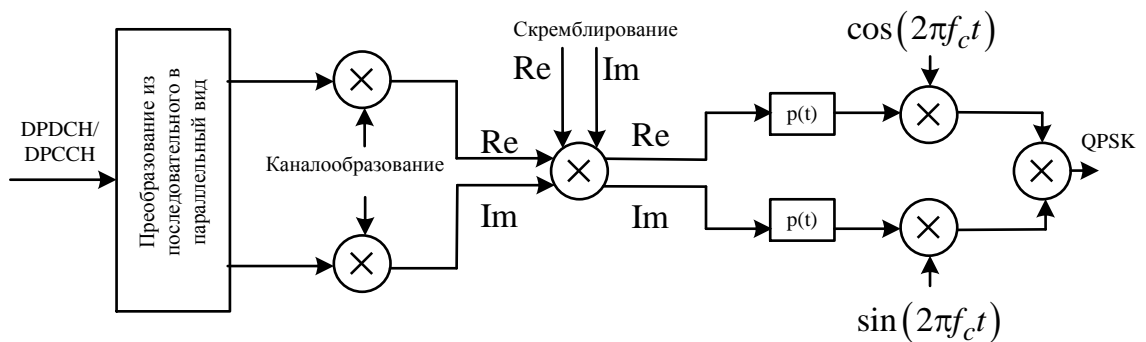 Скремблирование
Re Im
cos(2πf_c t)
DPDCH/
DPCCH
Преобразование из
последовательного в
параллельный вид
Каналообразование
Re
Im
Re
Im
p(t)
p(t)
QPSK
sin(2πf_c t)